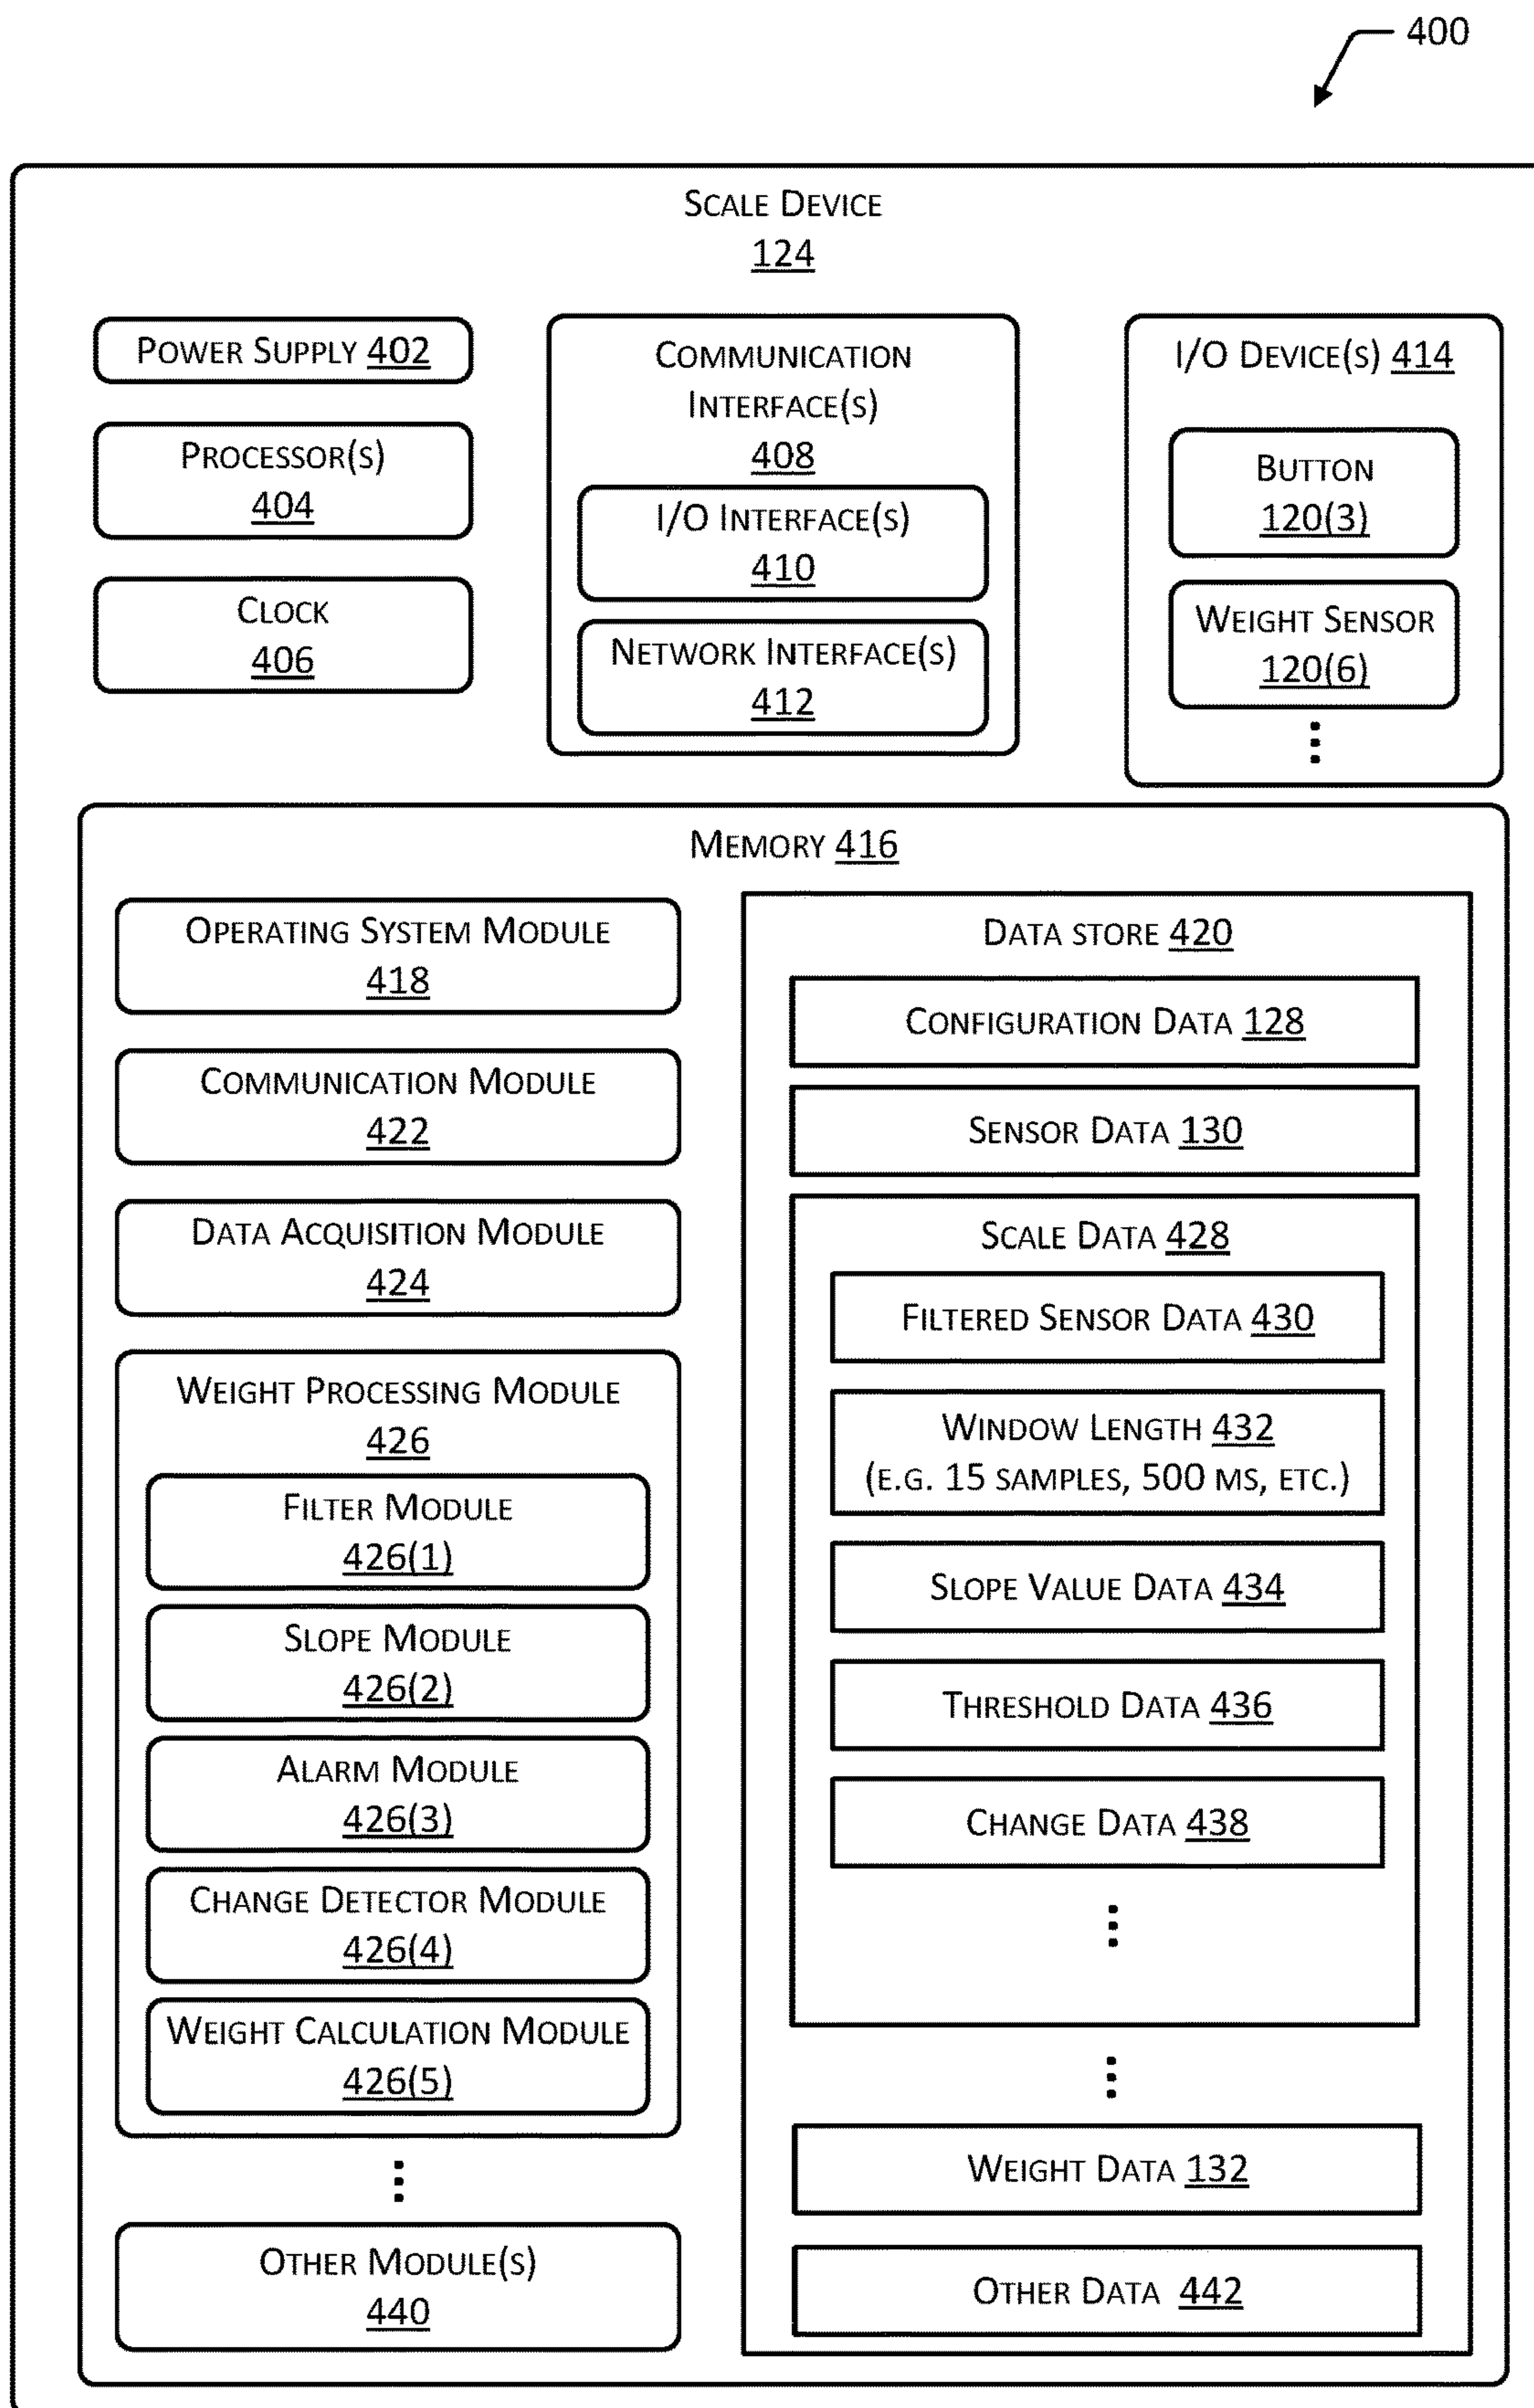 400
SCALE DEVICE
124
POWER SUPPLY 402
PROCESSOR(S)
404
CLOCK
406
COMMUNICATION
INTERFACE(S)
408
I/O INTERFACE(S)
410
NETWORK INTERFACE(S)
412
I/O DEVICE(S) 414
BUTTON
120(3)
WEIGHT SENSOR
120(6)
MEMORY 416
OPERATING SYSTEM MODULE
418
COMMUNICATION MODULE
422
DATA ACQUISITION MODULE
424
WEIGHT PROCESSING MODULE
426
FILTER MODULE
426(1)
SLOPE MODULE
426(2)
ALARM MODULE
426(3)
CHANGE DETECTOR MODULE
426(4)
WEIGHT CALCULATION MODULE
426(5)
OTHER MODULE(S)
440
DATA STORE 420
CONFIGURATION DATA 128
SENSOR DATA 130
SCALE DATA 428
FILTERED SENSOR DATA 430
WINDOW LENGTH 432
(E.G. 15 SAMPLES, 500 MS, ETC.)
SLOPE VALUE DATA 434
THRESHOLD DATA 436
CHANGE DATA 438
WEIGHT DATA 132
OTHER DATA 442